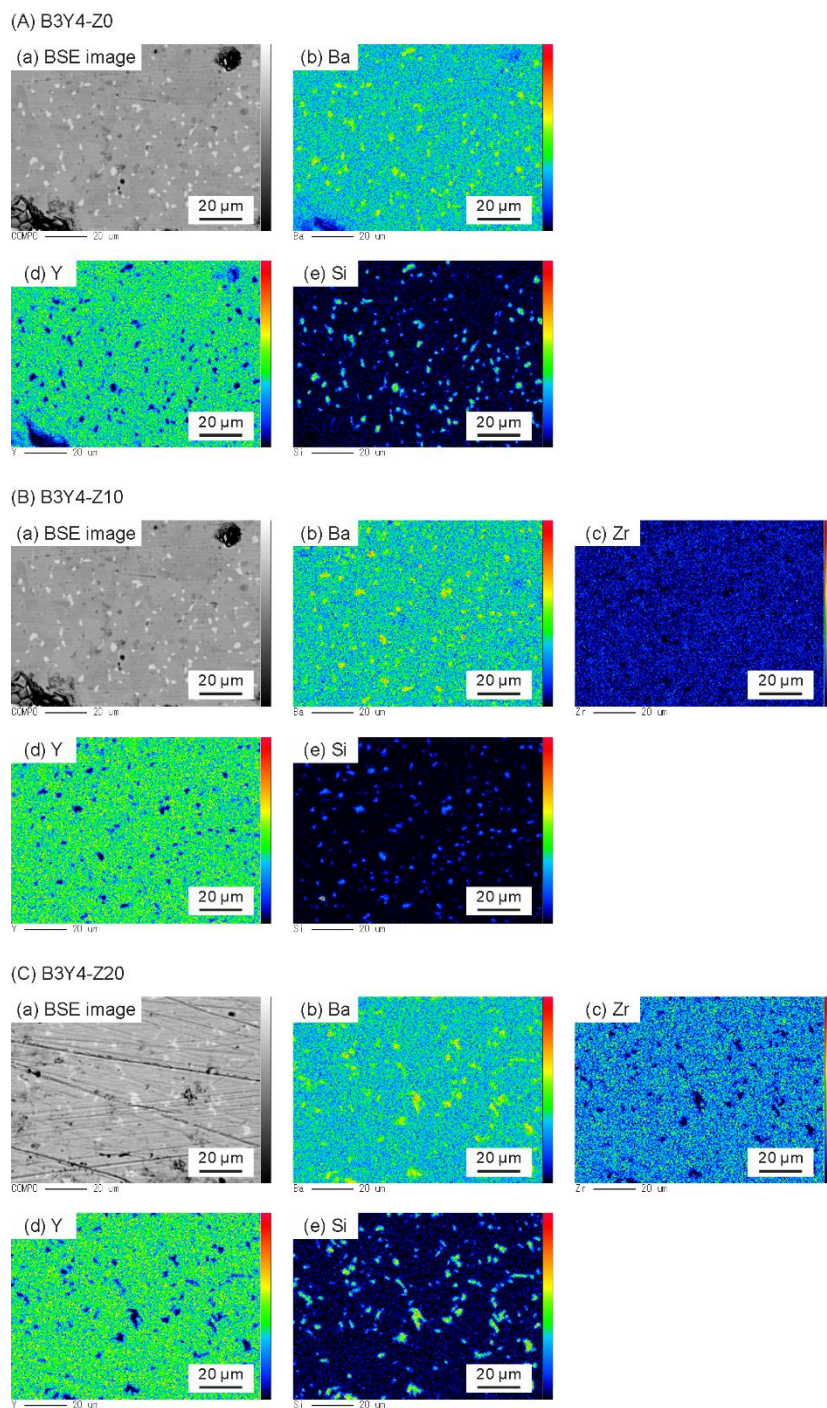 (A) B3Y4-Z0
(a) BSE image
20 µm
COMPO 20 um
(b) Ba
20 µm
Ba 20 um
(d) Y
20 µm
Y 20 um
(e) Si
20 µm
Si 20 um
(B) B3Y4-Z10
(a) BSE image
20 µm
COMPO 20 um
(b) Ba
20 µm
Ba 20 um
(c) Zr
20 µm
Zr 20 um
(d) Y
20 µm
Y 20 um
(e) Si
20 µm
Si 20 um
(C) B3Y4-Z20
(a) BSE image
20 µm
COMPO 20 um
(b) Ba
20 µm
Ba 20 um
(c) Zr
20 µm
Zr 20 um
(d) Y
20 µm
Y 20 um
(e) Si
20 µm
Si 20 um